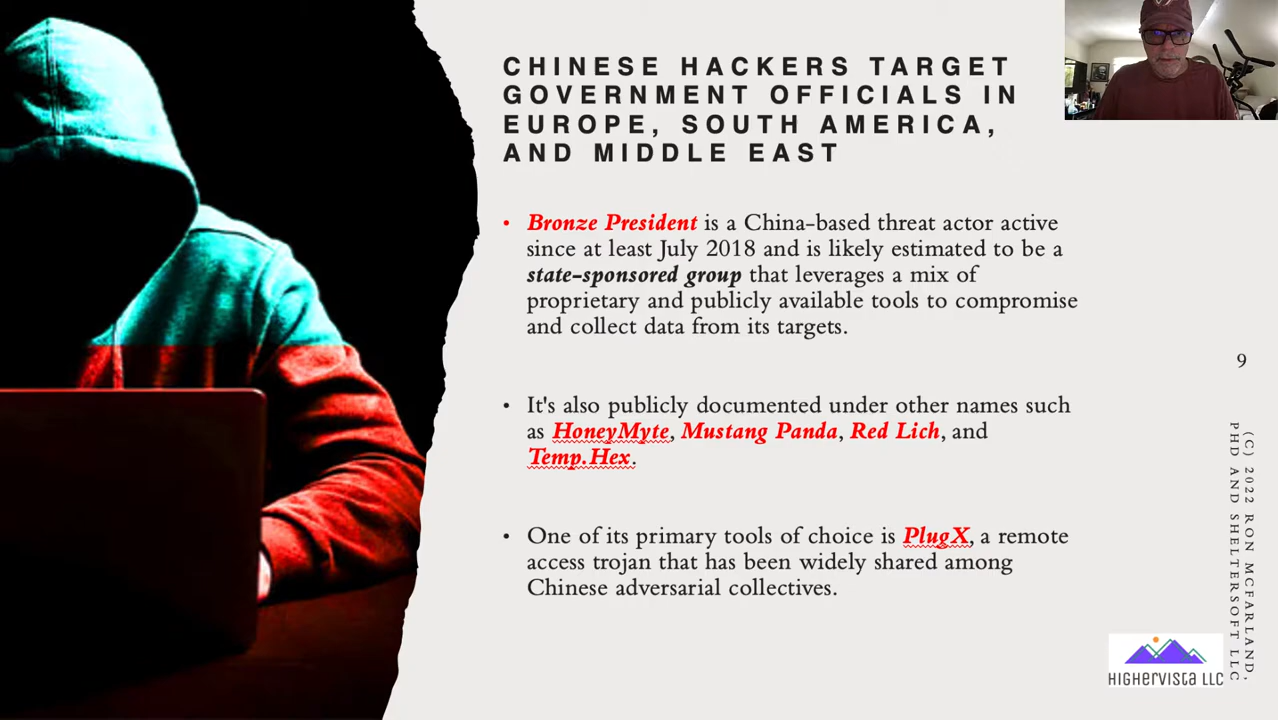 CHINESE HACKERS TARGET
GOVERNMENT OFFICIALS IN
EUROPE, SOUTH AMERICA,
AND MIDDLE EAST
• Bronze President is a China-based threat actor active
since at least July 2018 and is likely estimated to be a
state-sponsored group that leverages a mix of
proprietary and publicly available tools to compromise
and collect data from its targets.
• It's also publicly documented under other names such
as HoneyMyte, Mustang Panda, Red Lich, and
Temp.Hex.
• One of its primary tools of choice is PlugX, a remote
access trojan that has been widely shared among
Chinese adversarial collectives.
9
(C) 2022 RON MCFARLAND,
PHD AND SHELTERSOFT LLC
HIGHERVISTA LLC